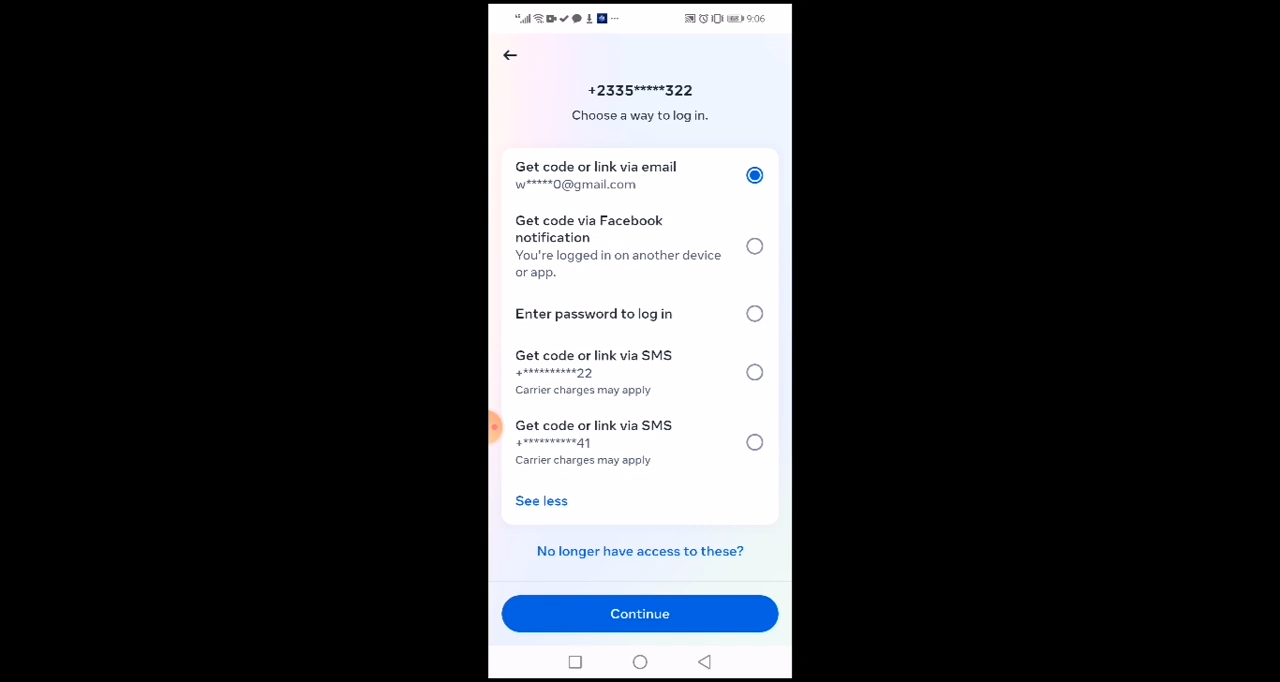 9:06
+2335*****322
Choose a way to log in.
Get code or link via email
w*****0@gmail.com
Get code via Facebook
notification
You're logged in on another device
or app.
Enter password to log in
Get code or link via SMS
+**********22
Carrier charges may apply
Get code or link via SMS
+**********41
Carrier charges may apply
See less
No longer have access to these?
Continue